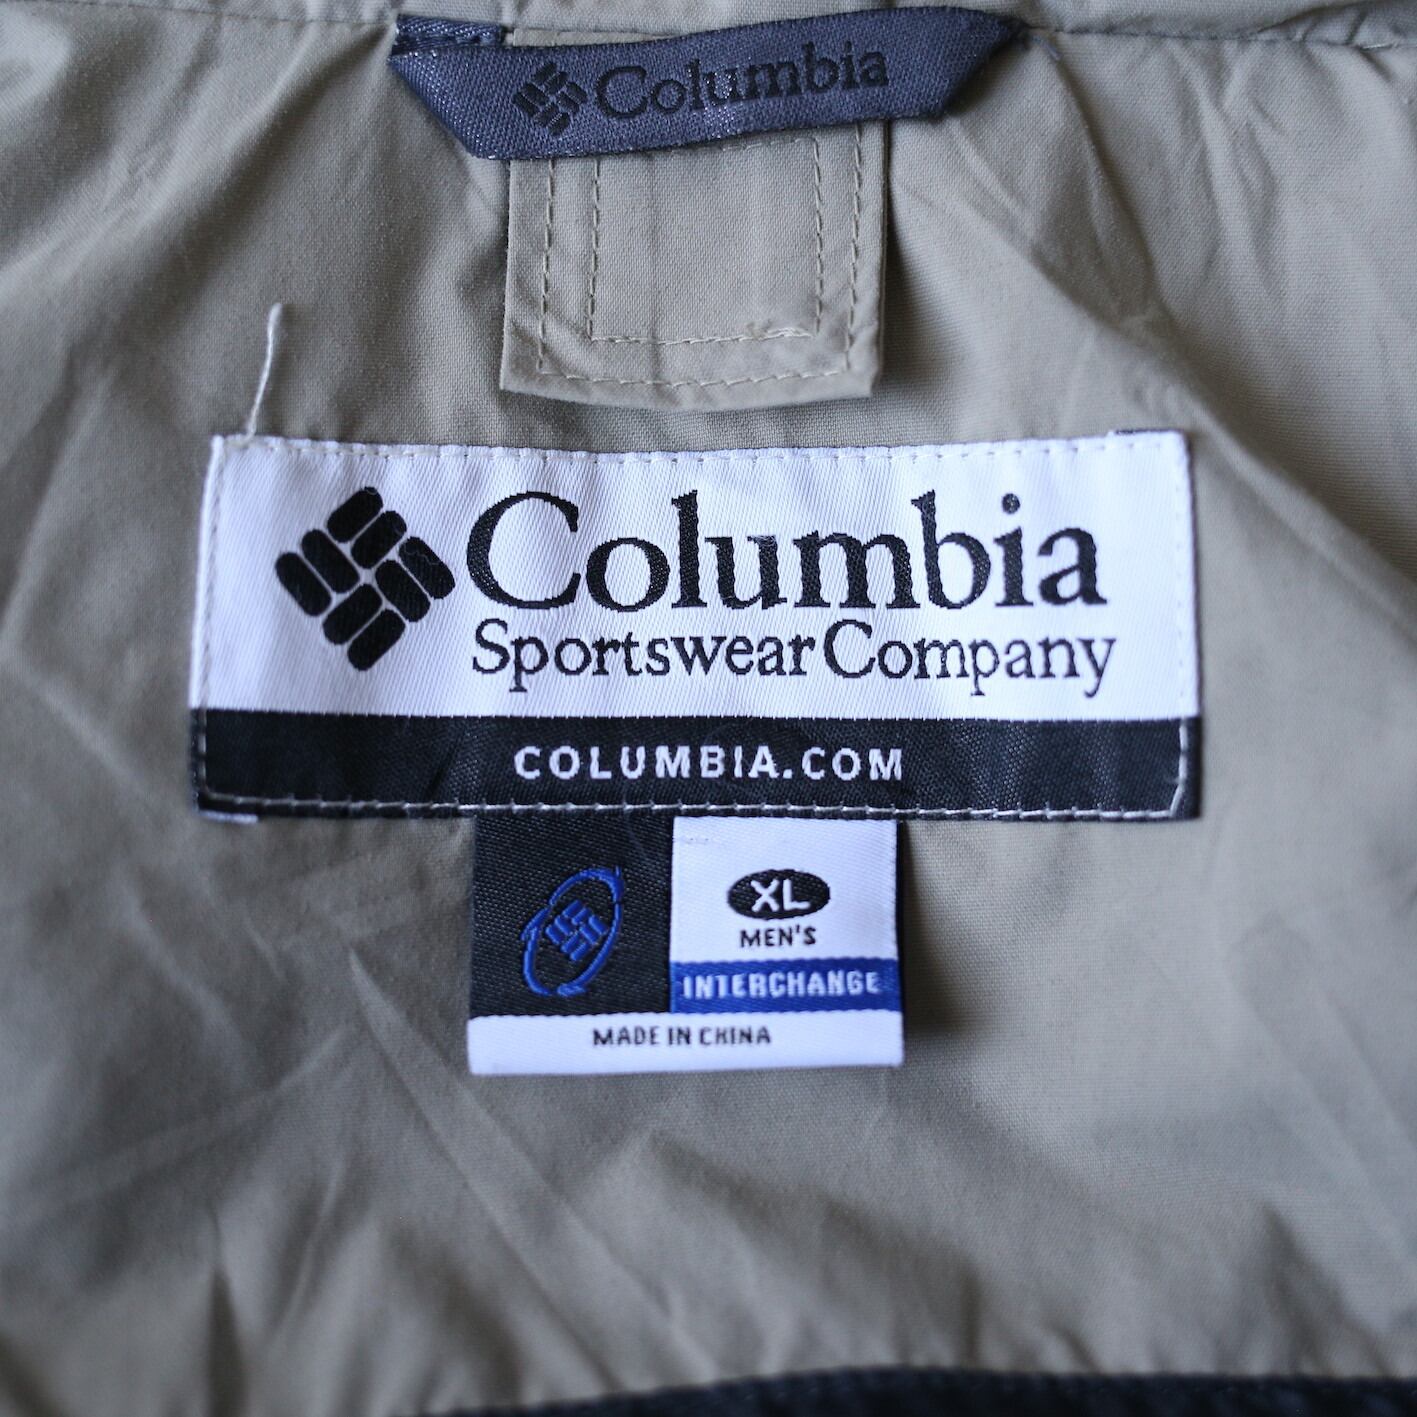 Columbia
Columbia
Sportswear Company
COLUMBIA.COM
XL
MEN'S
INTERCHANGE
MADE IN CHINA